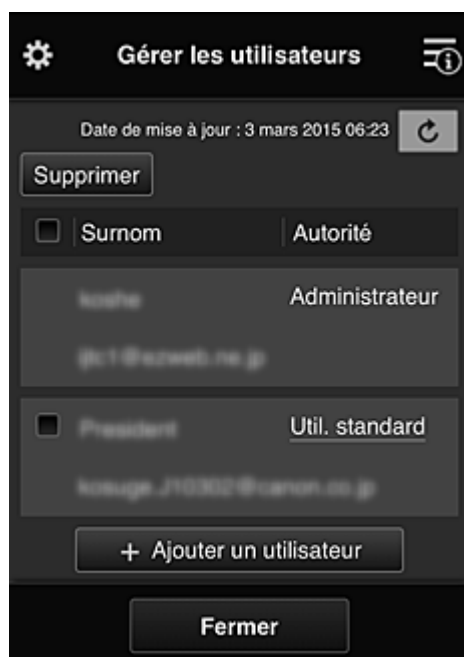 Gérer les utilisateurs
Date de mise à jour : 3 mars 2015 06:23
Supprimer
Surnom Autorité
Administrateur
Util. standard
+ Ajouter un utilisateur
Fermer